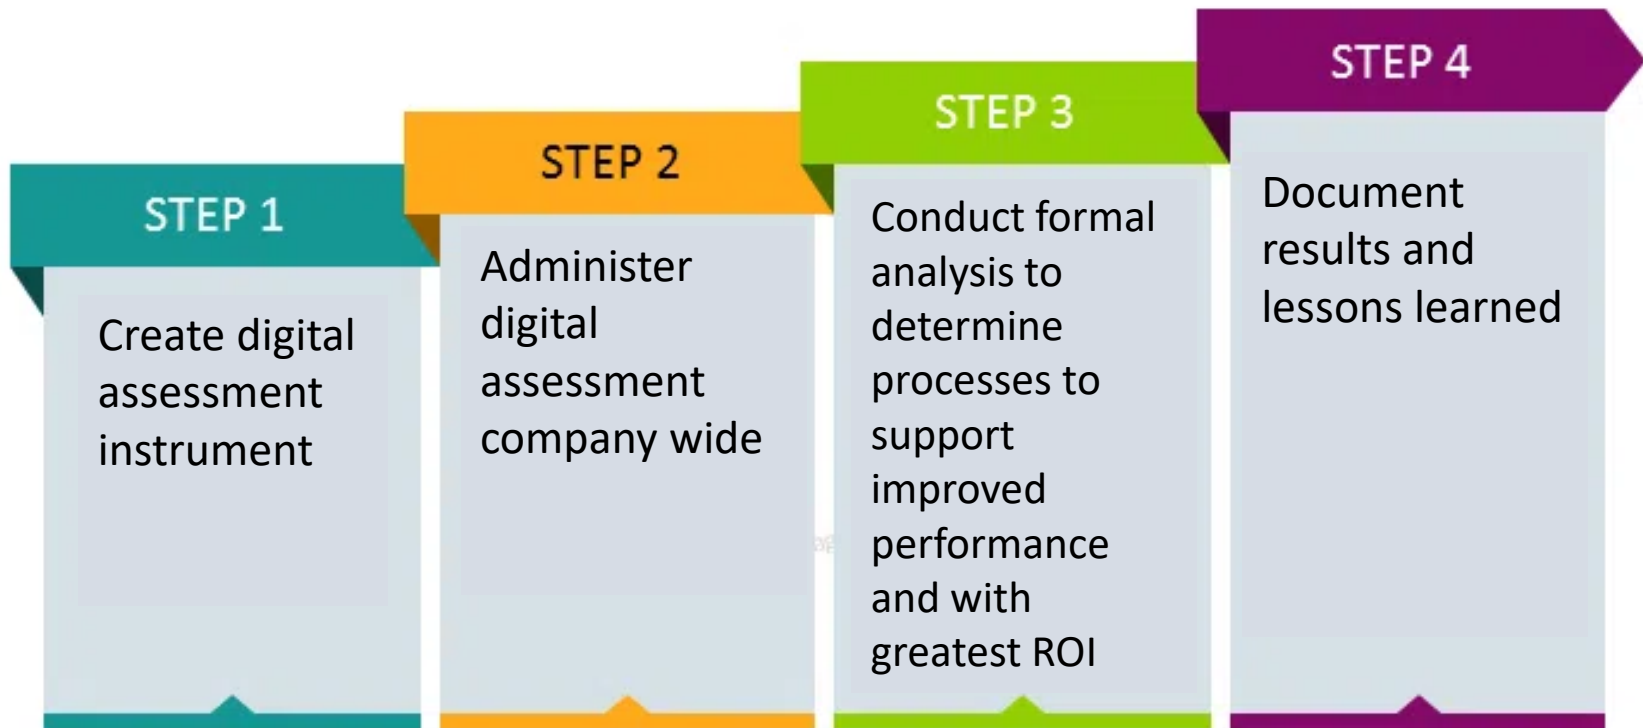 STEP 1
Create digital
assessment
instrument
STEP 2
Administer
digital
assessment
company wide
STEP 3
Conduct formal
analysis to
determine
processes to
support
improved
performance
and with
greatest ROI
STEP 4
Document
results and
lessons learned